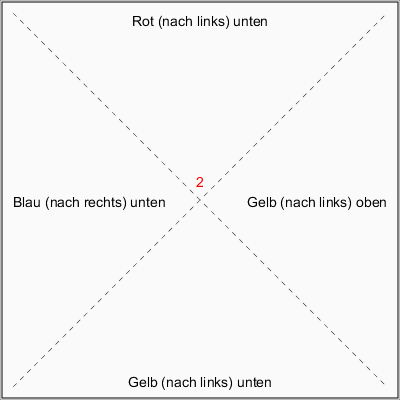 Rot (nach links) unten
2
Blau (nach rechts) unten
Gelb (nach links) oben
Gelb (nach links) unten